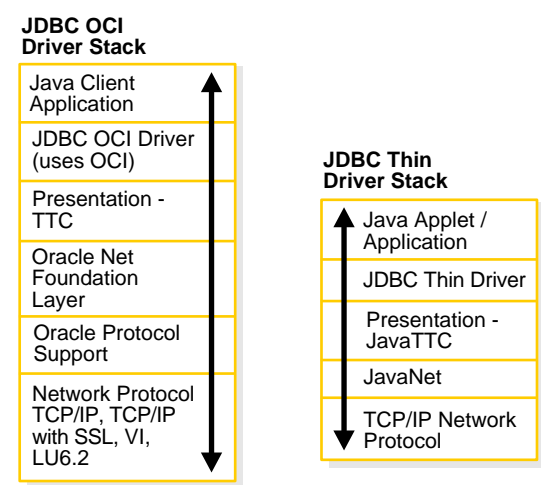 JDBC OCI
Driver Stack
Java Client
Application
JDBC OCI Driver
(uses OCI)
Presentation -
TTC
Oracle Net
Foundation
Layer
Oracle Protocol
Support
Network Protocol
TCP/IP, TCP/IP
with SSL, VI,
LU6.2
JDBC Thin
Driver Stack
Java Applet /
Application
JDBC Thin Driver
Presentation -
JavaTTC
JavaNet
TCP/IP Network
Protocol